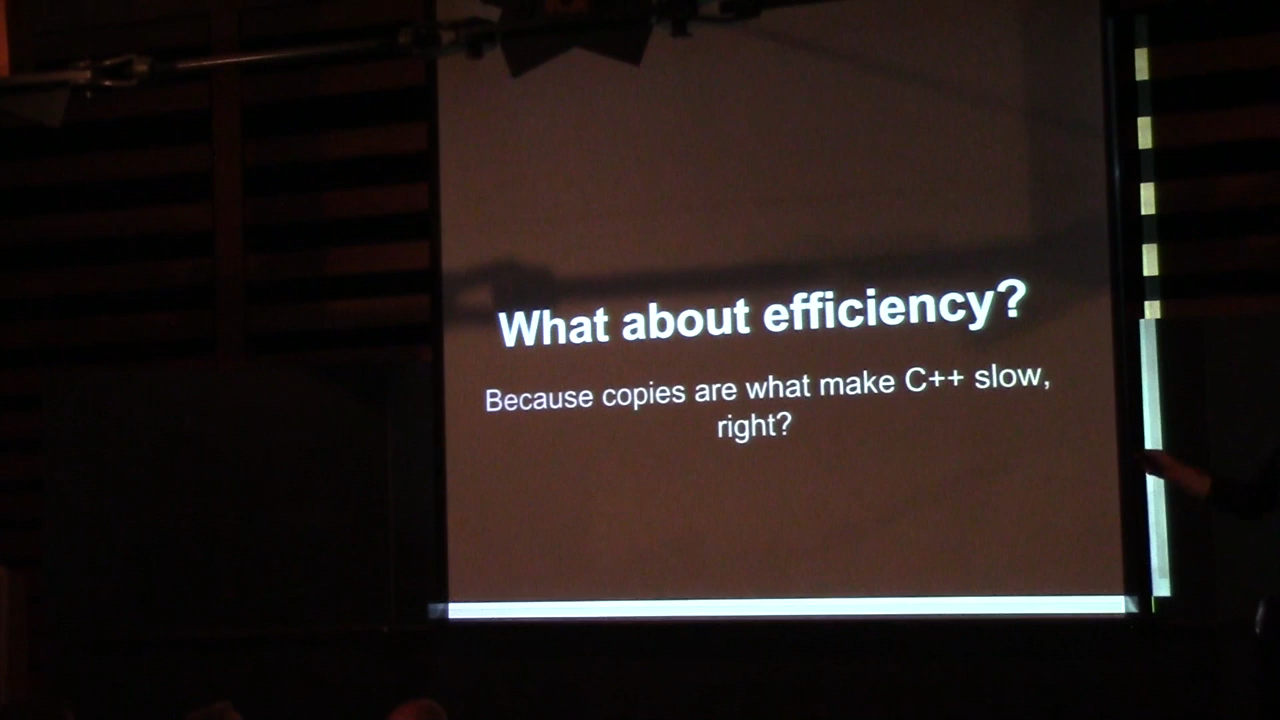 What about efficiency?
Because copies are what make C++ slow,
right?